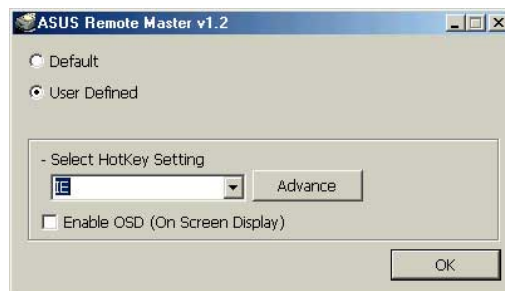 ASUS Remote Master v1.2
Default
User Defined
- Select HotKey Setting
IE
Advance
Enable OSD (On Screen Display)
OK